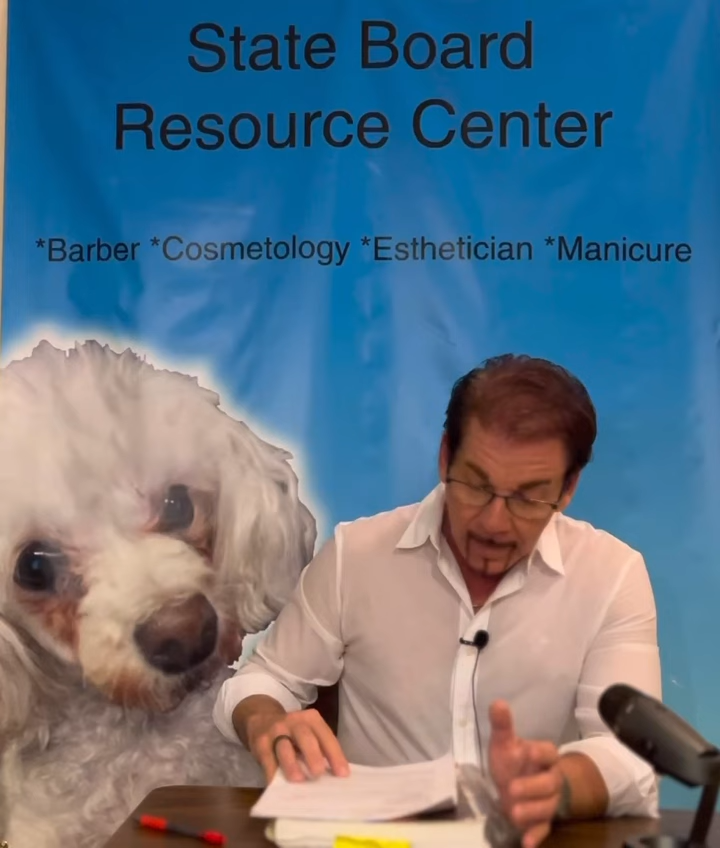 State Board
Resource Center
*Barber *Cosmetology *Esthetician *Manicure